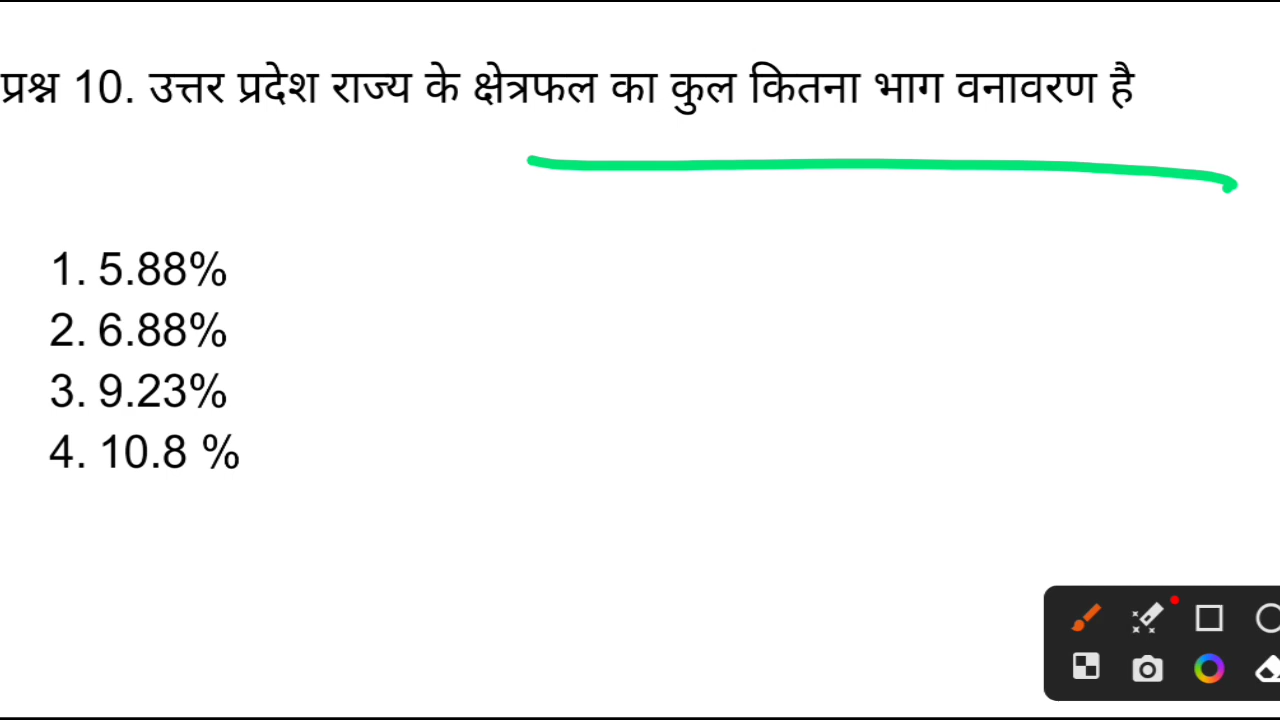 प्रश्न 10. उत्तर प्रदेश राज्य के क्षेत्रफल का कुल कितना भाग वनावरण है
1. 5.88%
2. 6.88%
3. 9.23%
4. 10.8 %